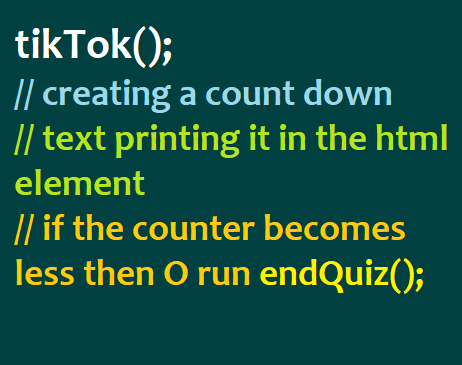 tikTok();
// creating a count down
// text printing it in the html
element
// if the counter becomes
less then O run endQuiz();